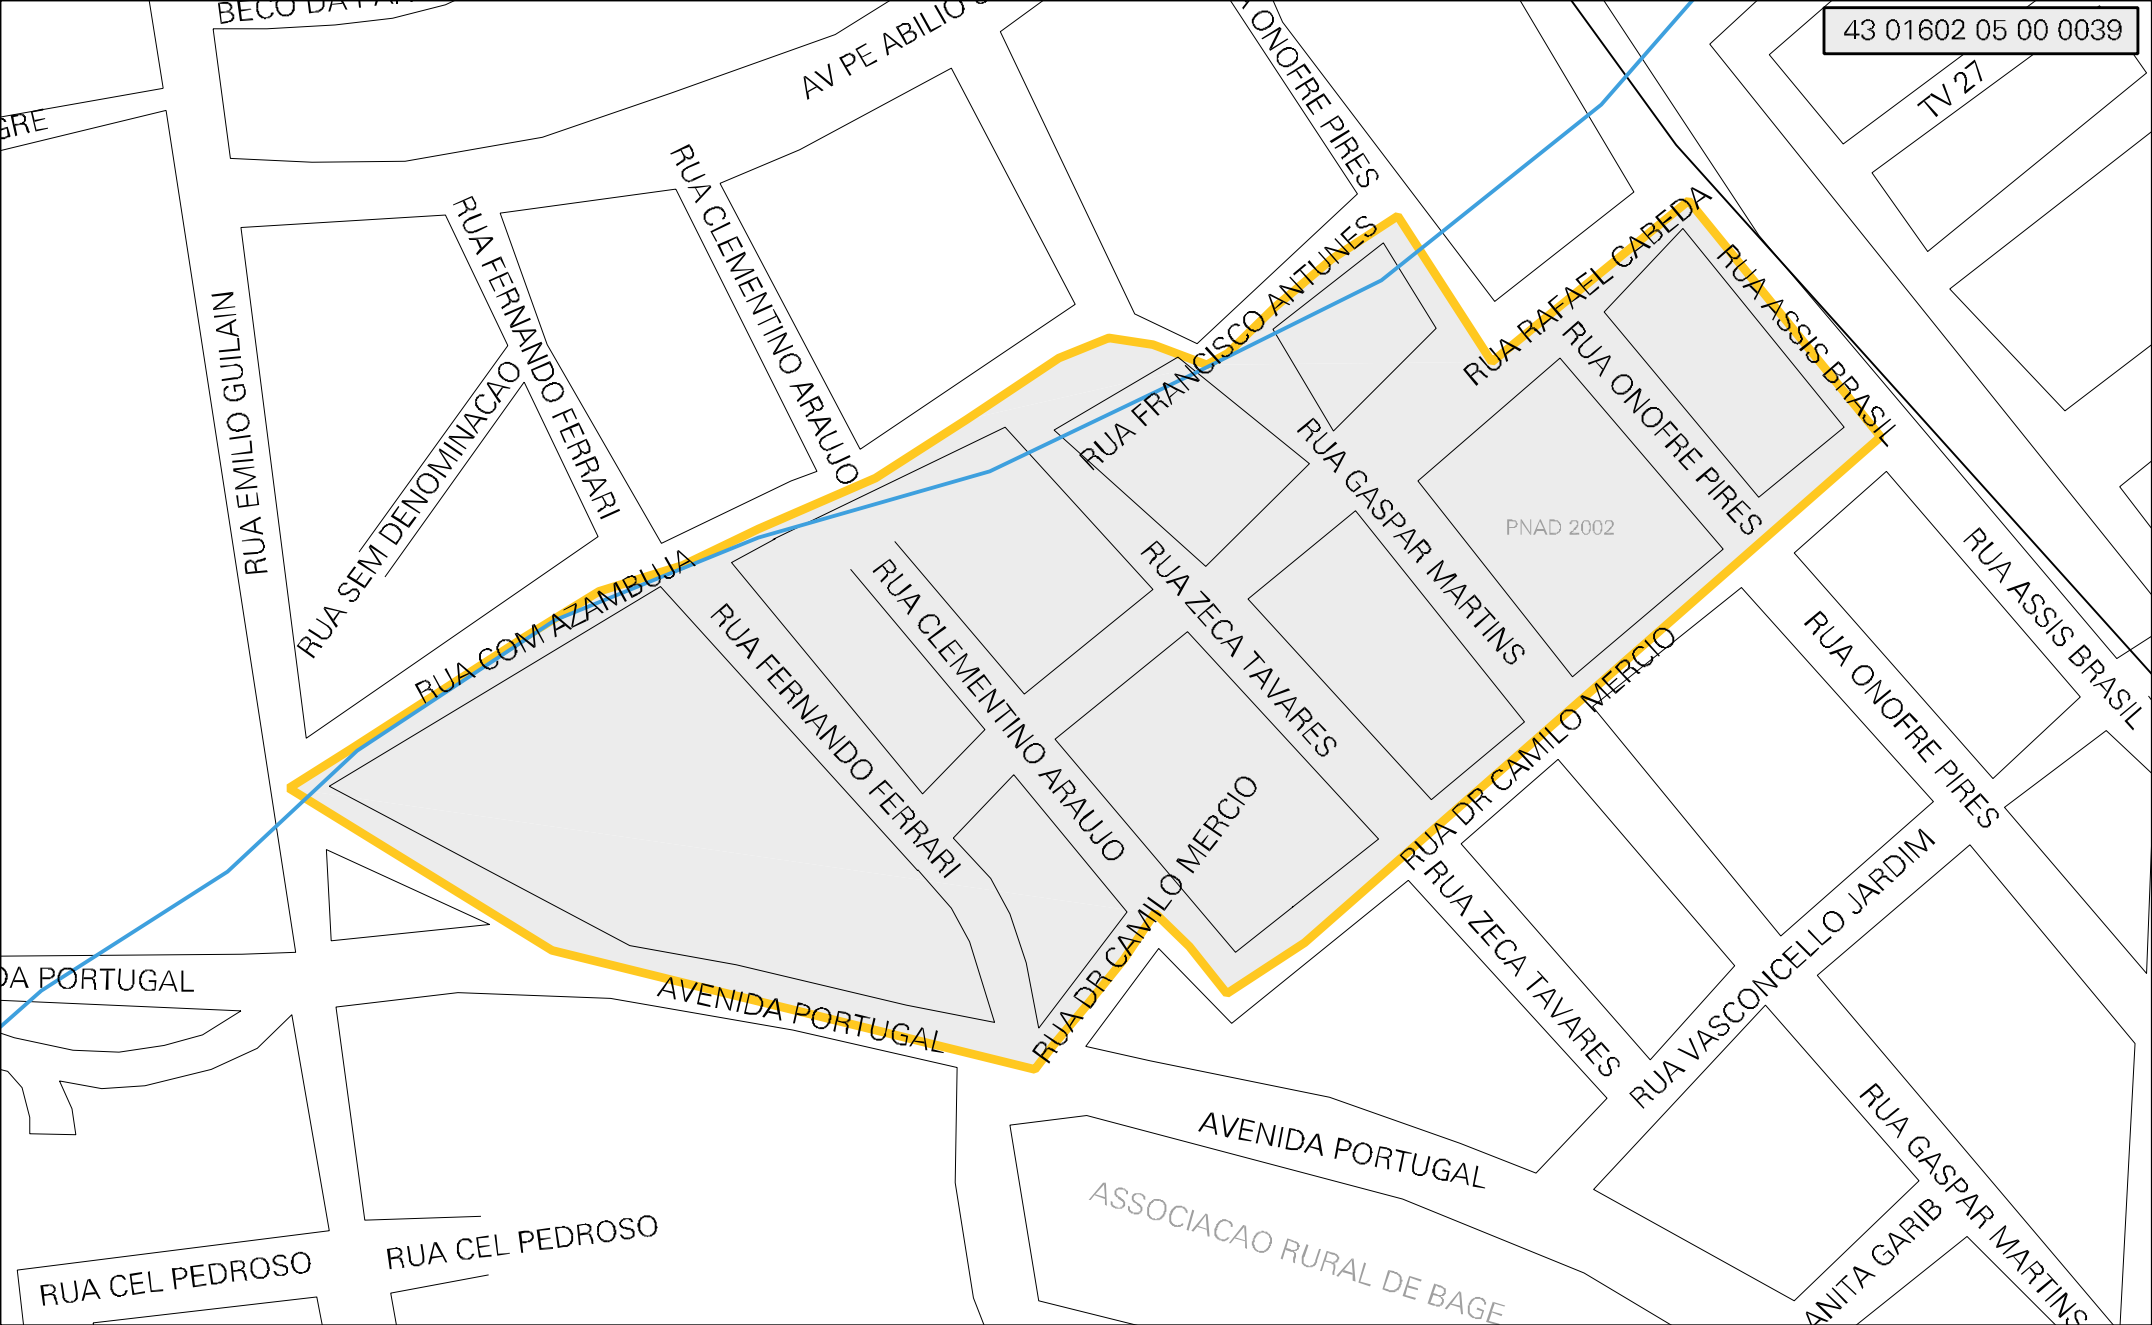 BECO DA
AV PE ABILIO
ONOFRE PIRES
43 01602 05 00 0039
TV 27
GRE
RUA CLEMENTINO ARAUJO
RUA FERNANDO FERRARI
RUA EMILIO GUILAIN
RUA SEM DENOMINACAO
RUA FRANCISCO ANTUNES
RUA RAFAEL CABEDA
RUA ASSIS BRASIL
RUA ONOFRE PIRES
RUA GASPAR MARTINS
PNAD 2002
RUA COM AZAMBUJA
RUA CLEMENTINO ARAUJO
RUA ZECA TAVARES
RUA FERNANDO FERRARI
RUA DR CAMILO MERCIO
RUA DR CAMILO MERCIO
RUA ASSIS BRASIL
RUA ONOFRE PIRES
RUA VASCONCELLO JARDIM
RUA ZECA TAVARES
DA PORTUGAL
AVENIDA PORTUGAL
AVENIDA PORTUGAL
RUA GASPAR MARTINS
ANITA GARIB
ASSOCIACAO RURAL DE BAGE
RUA CEL PEDROSO
RUA CEL PEDROSO